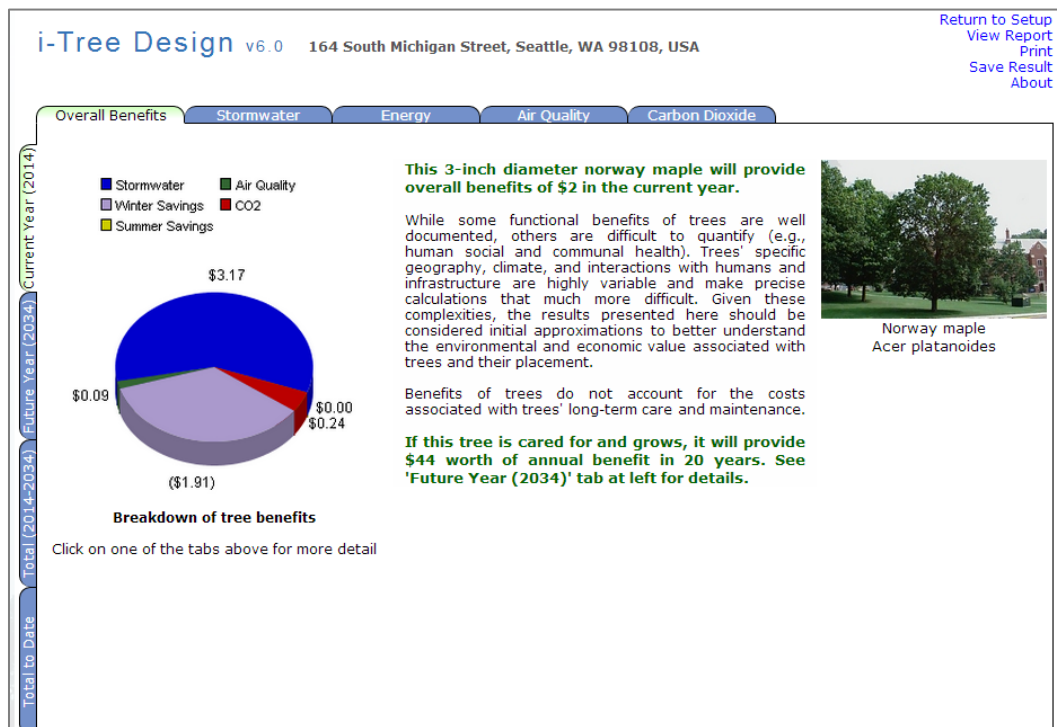 i-Tree Design v6.0 164 South Michigan Street, Seattle, WA 98108, USA
Return to Setup
View Report
Print
Save Result
About
Overall Benefits Stormwater Energy Air Quality Carbon Dioxide
Current Year (2014)
Future Year (2034)
Total (2014-2034)
Total to Date
Stormwater Air Quality
Winter Savings CO2
Summer Savings
$3.17
$0.09
$0.00
$0.24
($1.91)
Breakdown of tree benefits
Click on one of the tabs above for more detail
This 3-inch diameter norway maple will provide
overall benefits of $2 in the current year.
While some functional benefits of trees are well
documented, others are difficult to quantify (e.g.,
human social and communal health). Trees' specific
geography, climate, and interactions with humans and
infrastructure are highly variable and make precise
calculations that much more difficult. Given these
complexities, the results presented here should be
considered initial approximations to better understand
the environmental and economic value associated with
trees and their placement.
Benefits of trees do not account for the costs
associated with trees' long-term care and maintenance.
If this tree is cared for and grows, it will provide
$44 worth of annual benefit in 20 years. See
'Future Year (2034)' tab at left for details.
Norway maple
Acer platanoides